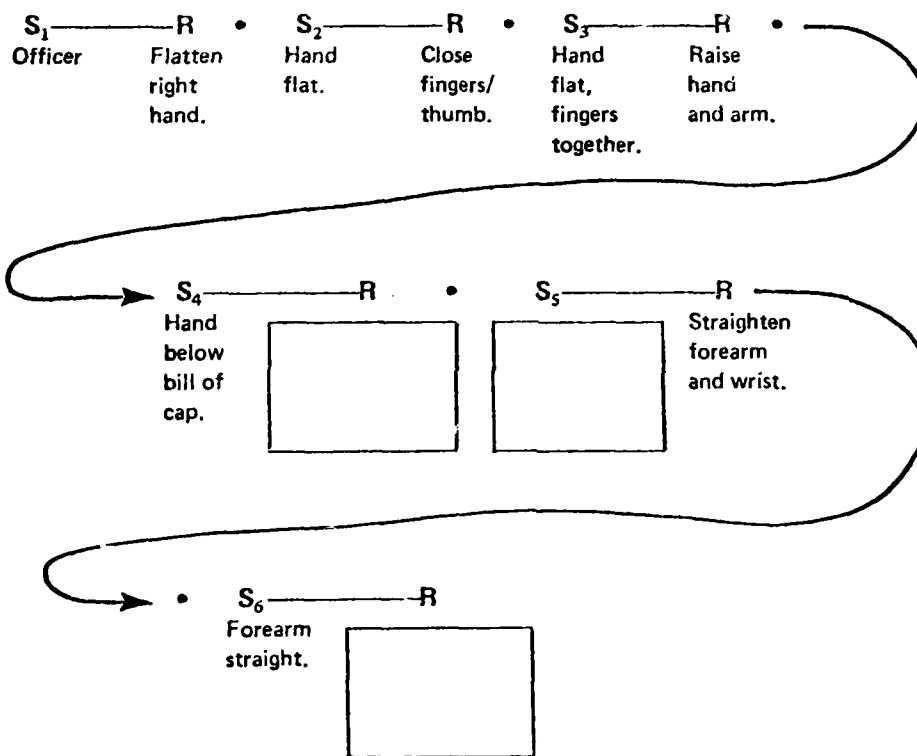 S₁ R • S₂ R • S₃ R •
Officer Flatten Hand Close Hand Raise
right flat. fingers/ flat, hand
hand. thumb. fingers and arm.
together.
S₄ R • S₅ R
Hand Straighten
below forearm
bill of and wrist.
cap.
• S₆ R
Forearm
straight.